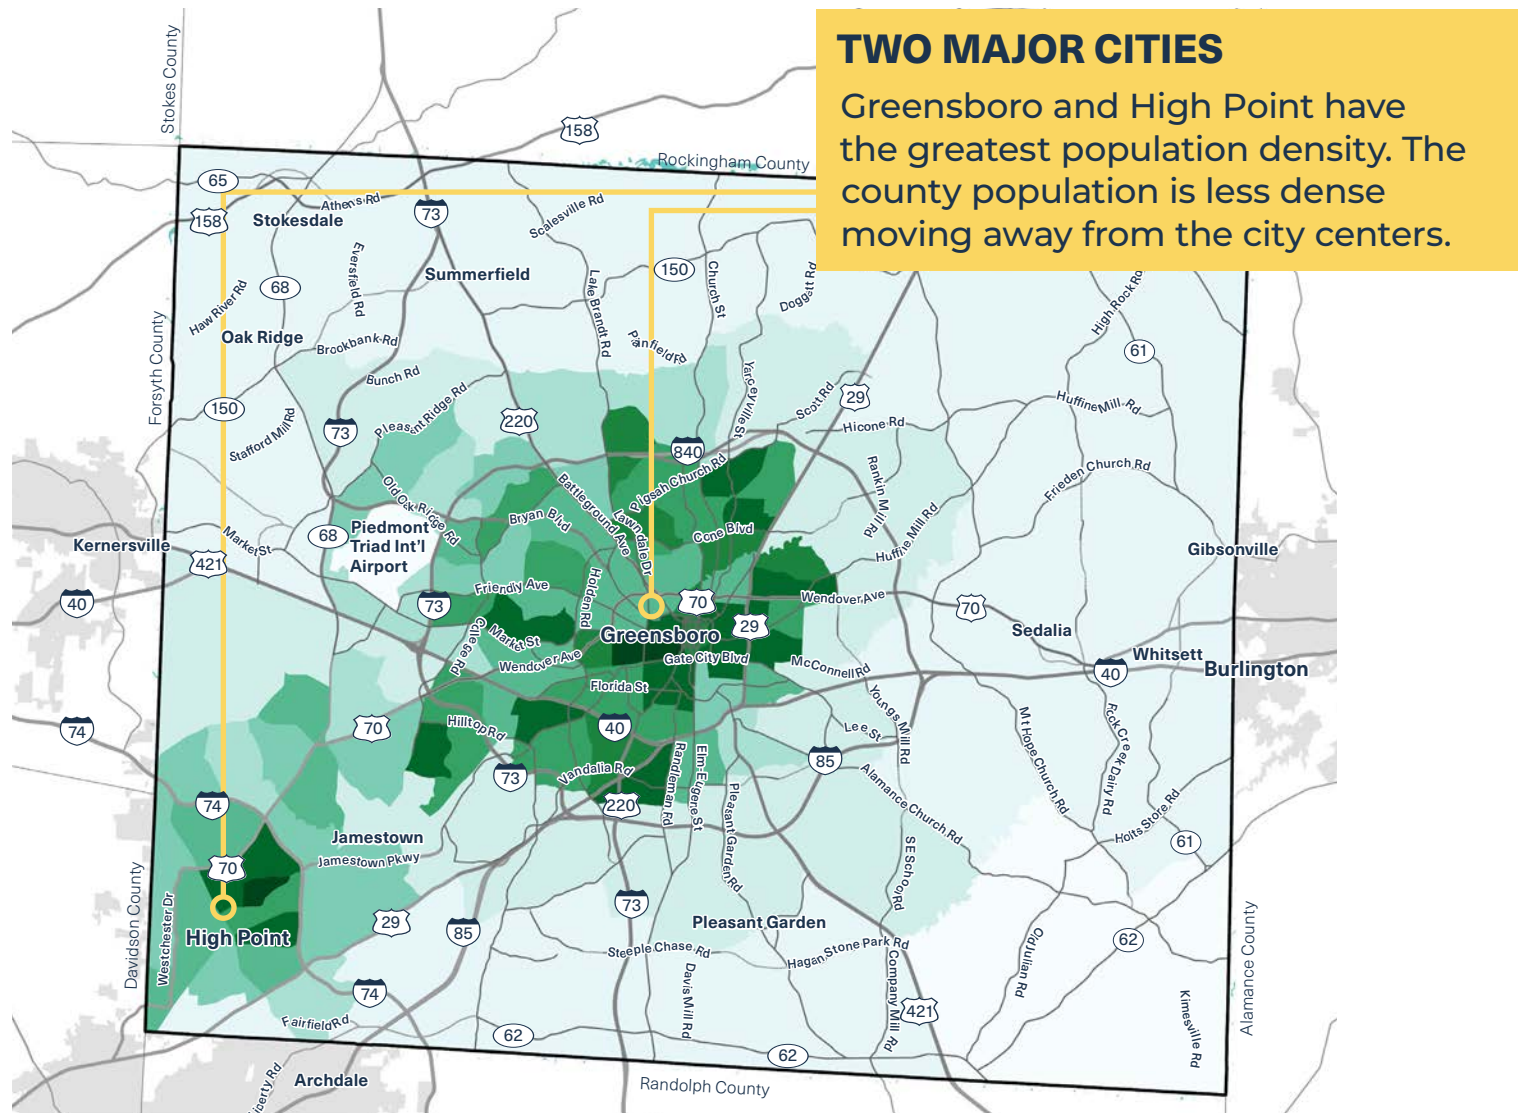 TWO MAJOR CITIES
Greensboro and High Point have
the greatest population density. The
county population is less dense
moving away from the city centers.
Stokes County
158
Rockingham County
65
Athens Rd
158
Stokesdale
73
Scalesville Rd
Eversfield Rd
Summerfield
150
Church St
Doggett Rd
68
Haw River Rd
Lake Brandt Rd
High Rock Rd
Oak Ridge
Brookbank Rd
Painfield Rd
61
Forsyth County
Bunch Rd
Yanceyville St
Scott Rd
29
Huffine Mill Rd
150
Pleasant Ridge Rd
220
Stafford Mill Rd
73
Hicone Rd
840
Pisgah Church Rd
Frieden Church Rd
Rankin Mill Rd
Old Oak Ridge Rd
Battleground Ave
Lawndale Dr
Bryan Blvd
Cone Blvd
Huffine Mill Rd
68
Piedmont
Triad Int'l
Airport
Kernersville
Market St
421
Gibsonville
40
73
Friendly Ave
Holden Rd
70
Wendover Ave
70
Greensboro
29
Sedalia
College Rd
Market St
Wendover Ave
Gate City Blvd
McConnell Rd
Whitsett
40
Burlington
Florida St
Youngs Mill Rd
74
70
Hilltop Rd
40
Lee St
Mt Hope Church Rd
Rock Creek Dairy Rd
85
73
Vandalia Rd
Randleman Rd
Elm-Eugene St
Pleasant Garden Rd
Alamance Church Rd
220
74
Holts Store Rd
Jamestown
Jamestown Pkwy
61
SE School Rd
70
Davidson County
Westchester Dr
High Point
29
85
73
Pleasant Garden
Alamance County
62
Steeple Chase Rd
Hagan Stone Park Rd
Old Julian Rd
Davis Mill Rd
Company Mill Rd
74
421
Kimesville Rd
Fairfield Rd
62
62
Archdale
Randolph County